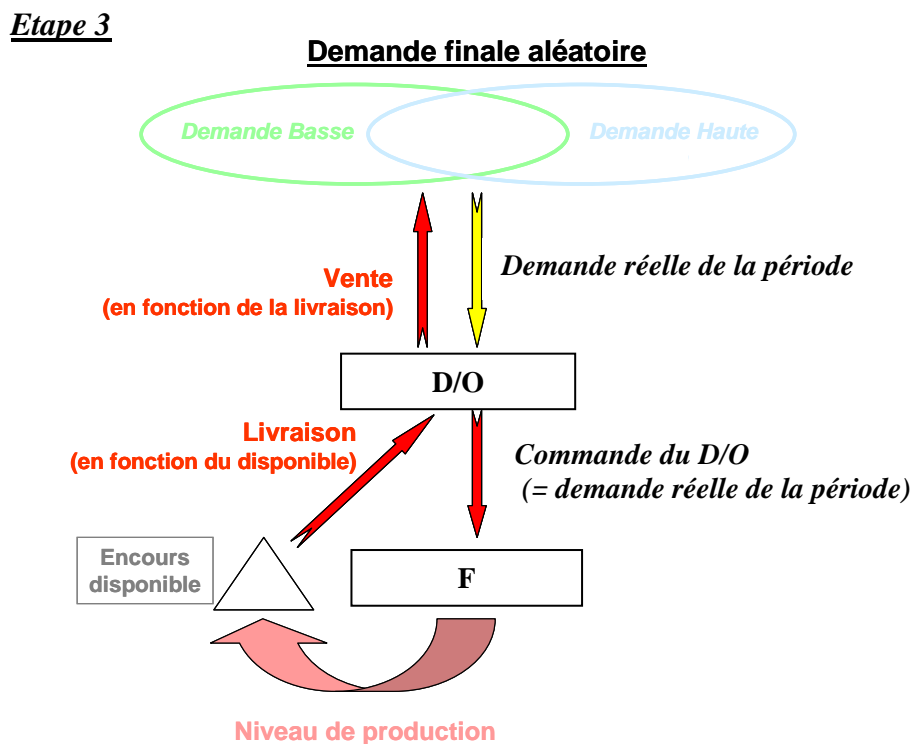 Etape 3
Demande finale aléatoire
Demande Basse
Demande Haute
Demande réelle de la période
Vente
(en fonction de la livraison)
D/O
Livraison
(en fonction du disponible)
Commande du D/O
(= demande réelle de la période)
Encours
disponible
F
Niveau de production